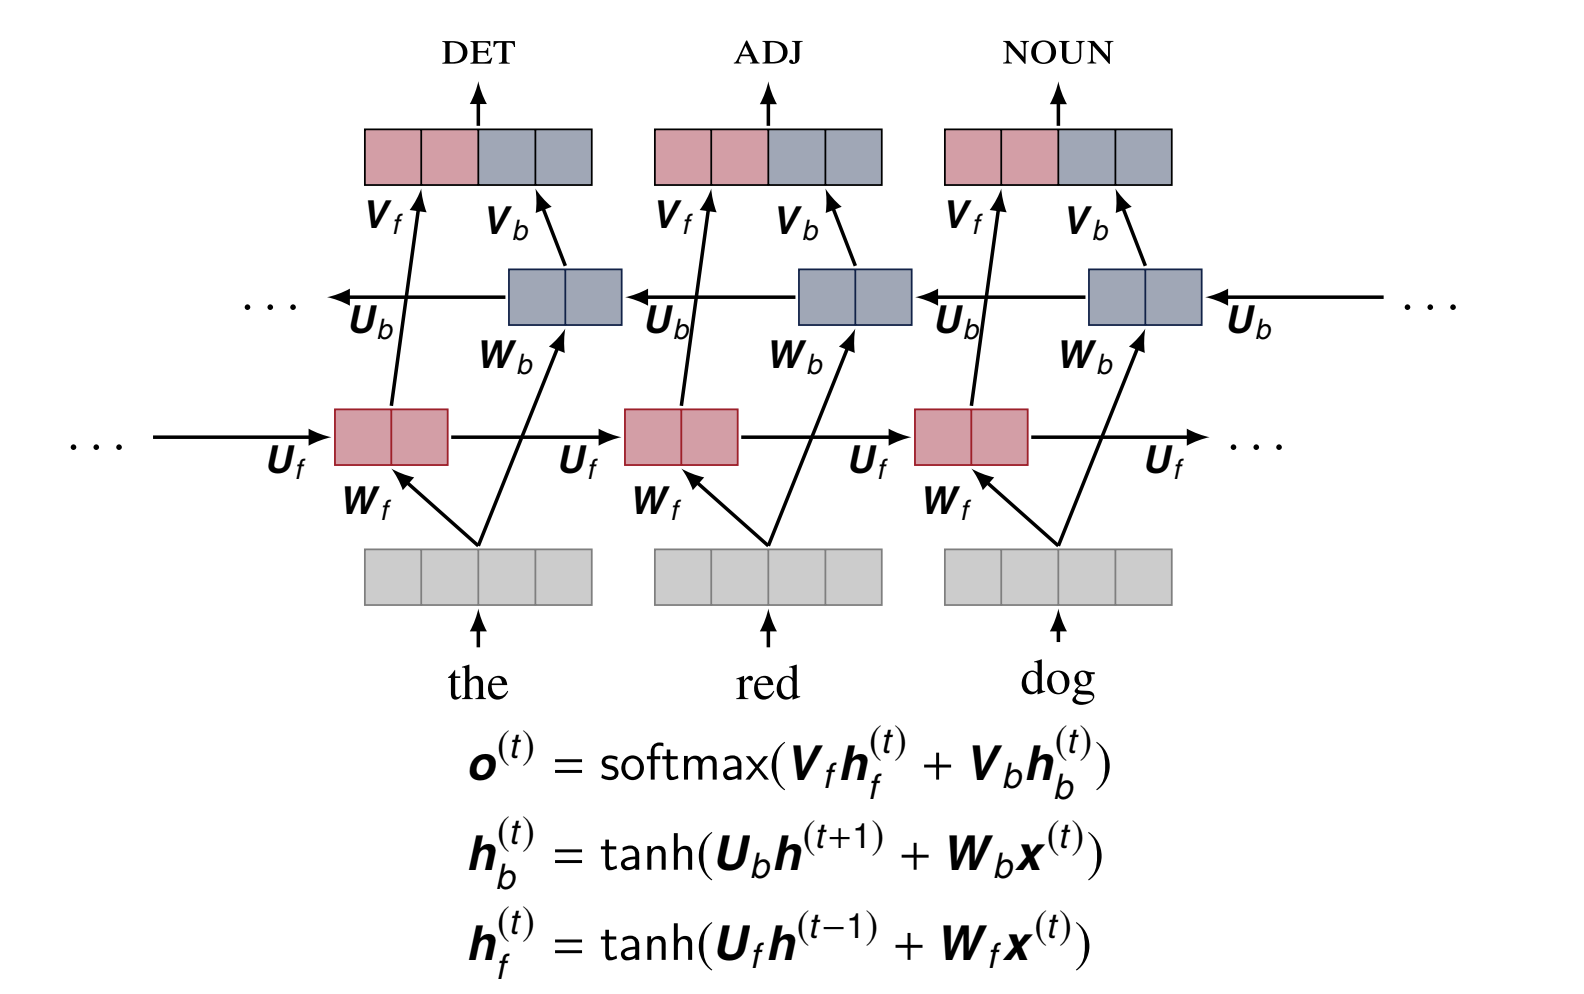 DET ADJ NOUN
V_f V_b V_f V_b V_f V_b
... U_b U_b U_b U_b ...
W_b W_b W_b
... U_f U_f U_f U_f ...
W_f W_f W_f
the red dog
o^(t) = softmax(V_f h_f^(t) + V_b h_b^(t))
h_b^(t) = tanh(U_b h^(t+1) + W_b x^(t))
h_f^(t) = tanh(U_f h^(t−1) + W_f x^(t))